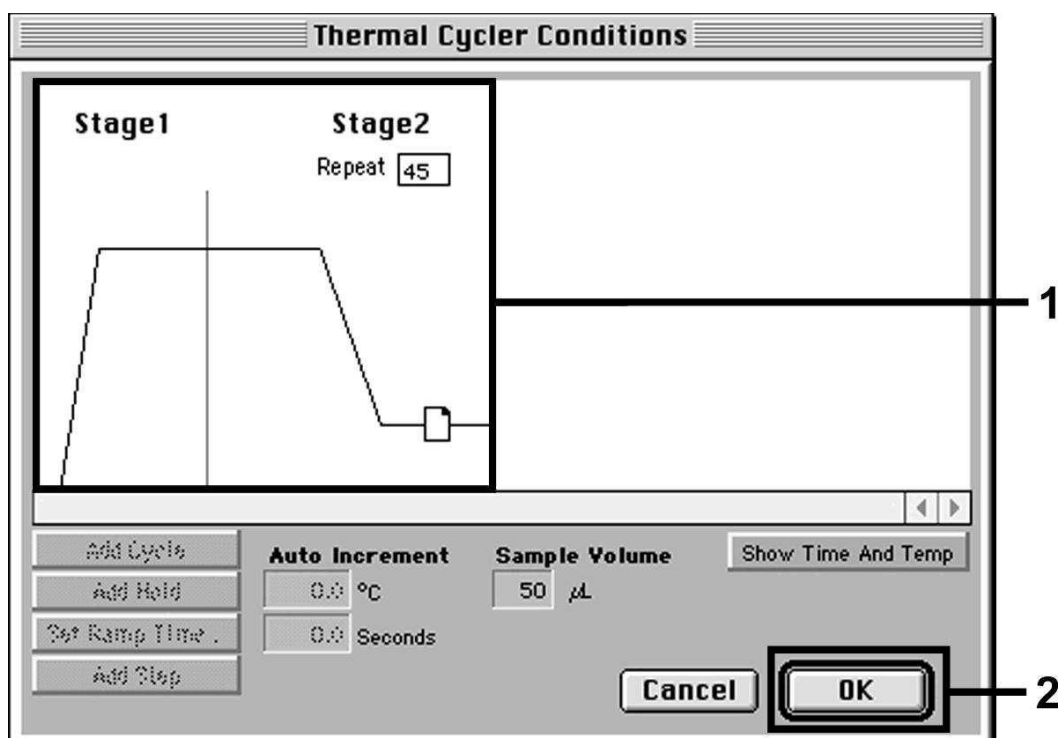 Thermal Cycler Conditions
Stage1 Stage2
Repeat 45
1
Add Cycle
Add Hold
Set Ramp Time .
Add Step
Auto Increment
0.0 °C
0.0 Seconds
Sample Volume
50 µL
Show Time And Temp
Cancel OK
2